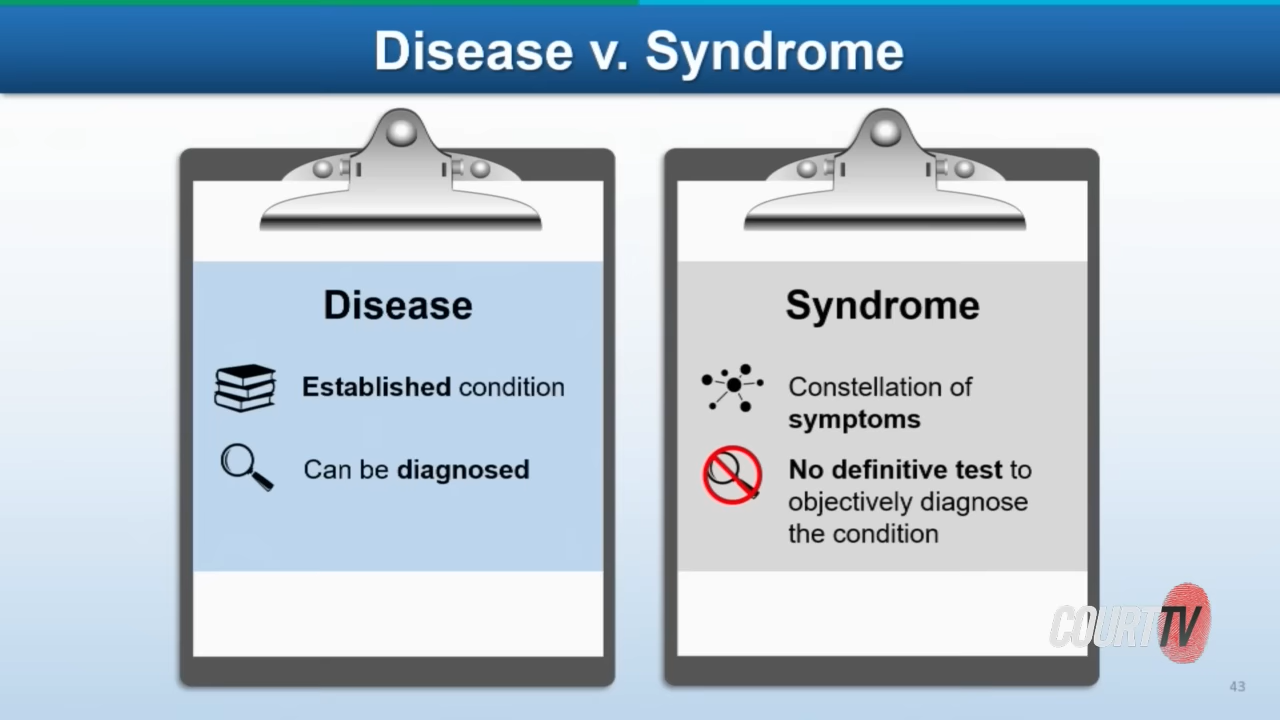 Disease v. Syndrome
Disease
Established condition
Can be diagnosed
Syndrome
Constellation of
symptoms
No definitive test to
objectively diagnose
the condition
COURT TV
43